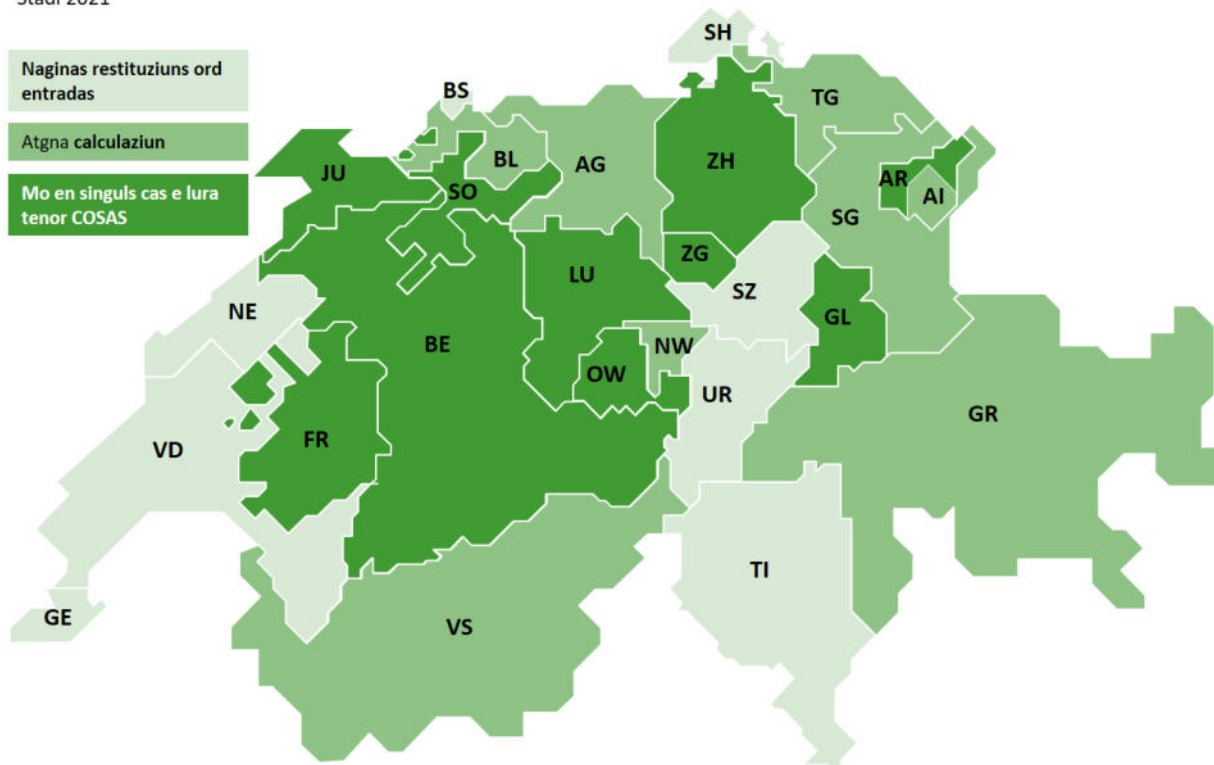 Stadi 2021
Naginas restituziuns ord
entradas
Atgna calculaziun
Mo en singuls cas e lura
tenor COSAS
SH
BS
TG
JU
BL
AG
ZH
SO
AR
AI
SG
ZG
LU
SZ
NE
GL
BE
NW
OW
UR
GR
FR
VD
TI
GE
VS